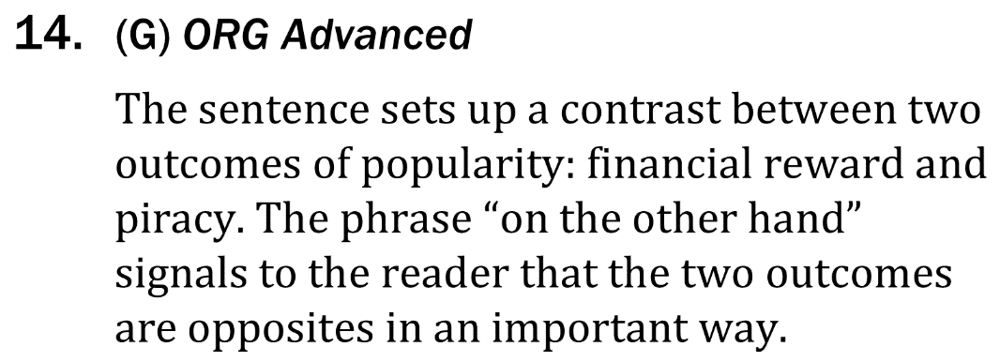 14. (G) ORG Advanced
The sentence sets up a contrast between two
outcomes of popularity: financial reward and
piracy. The phrase “on the other hand”
signals to the reader that the two outcomes
are opposites in an important way.